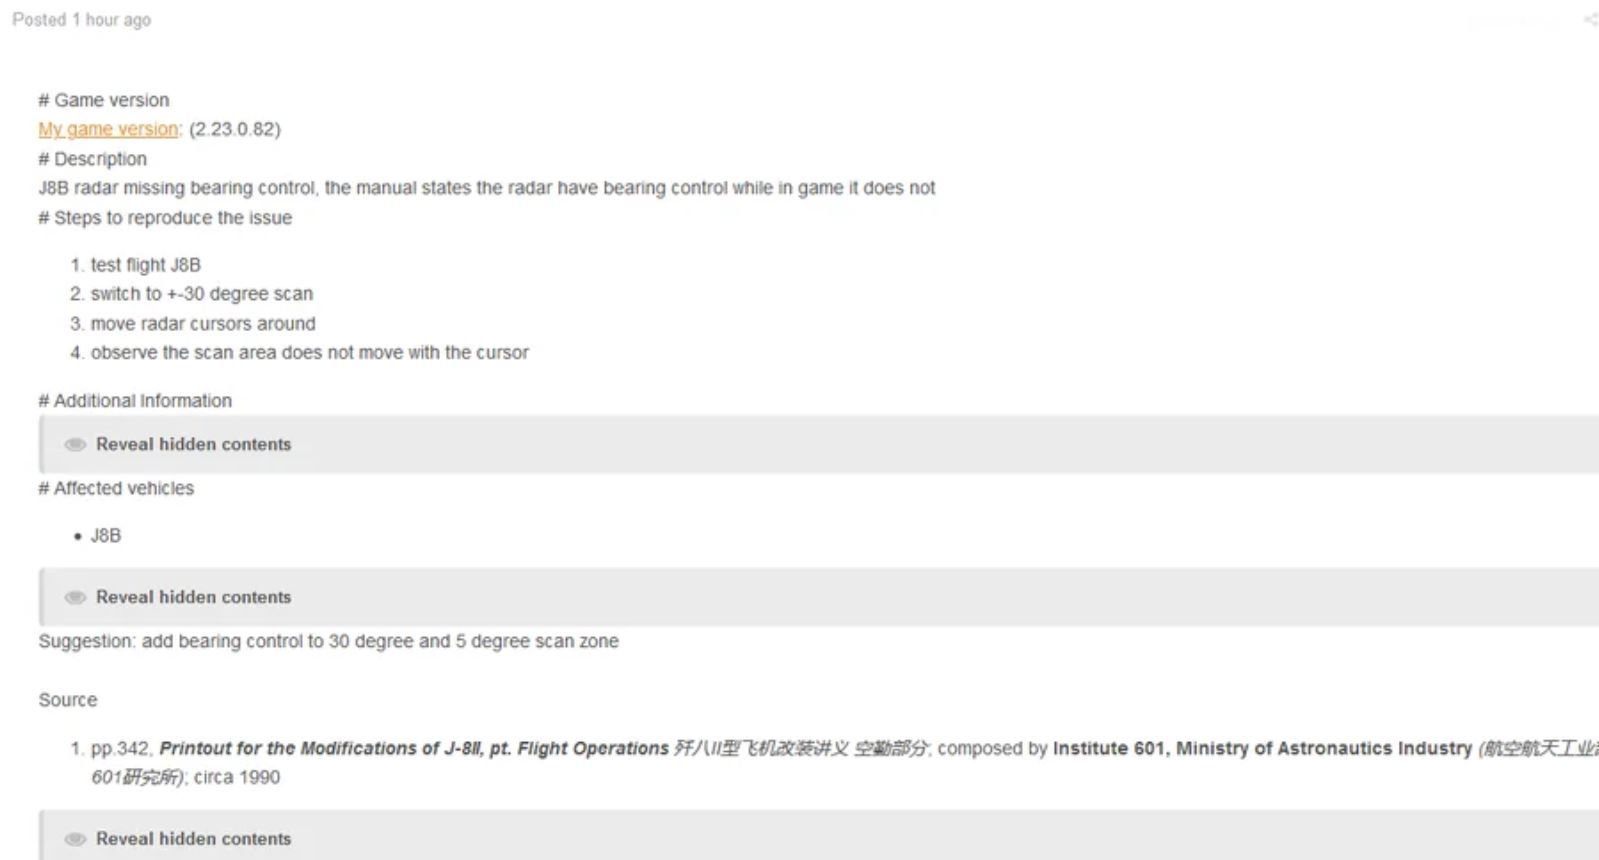 Posted 1 hour ago
# Game version
My game version: (2.23.0.82)
# Description
J8B radar missing bearing control, the manual states the radar have bearing control while in game it does not
# Steps to reproduce the issue
1. test flight J8B
2. switch to +-30 degree scan
3. move radar cursors around
4. observe the scan area does not move with the cursor
# Additional Information
Reveal hidden contents
# Affected vehicles
• J8B
Reveal hidden contents
Suggestion: add bearing control to 30 degree and 5 degree scan zone
Source
1. pp.342, Printout for the Modifications of J-8II, pt. Flight Operations 歼八II型飞机改装讲义 空勤部分; composed by Institute 601, Ministry of Astronautics Industry (航空航天工业
601研究所); circa 1990
Reveal hidden contents